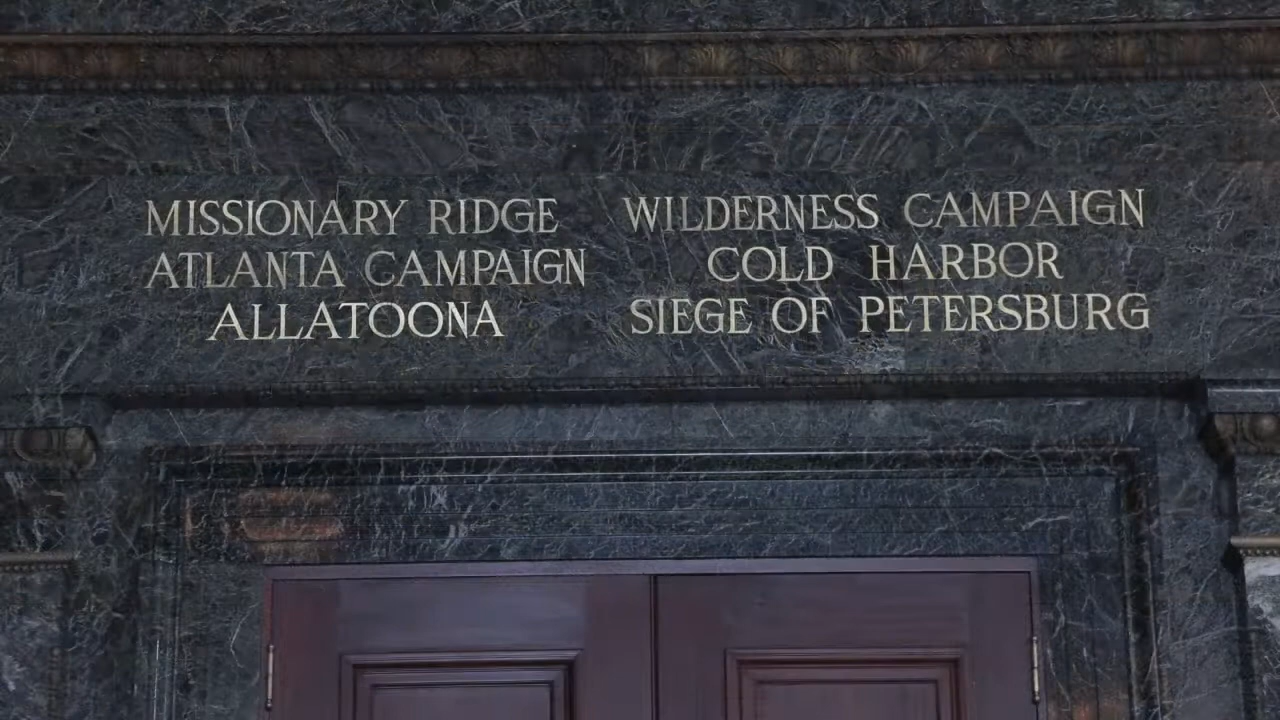 MISSIONARY RIDGE
ATLANTA CAMPAIGN
ALLATOONA
WILDERNESS CAMPAIGN
COLD HARBOR
SIEGE OF PETERSBURG